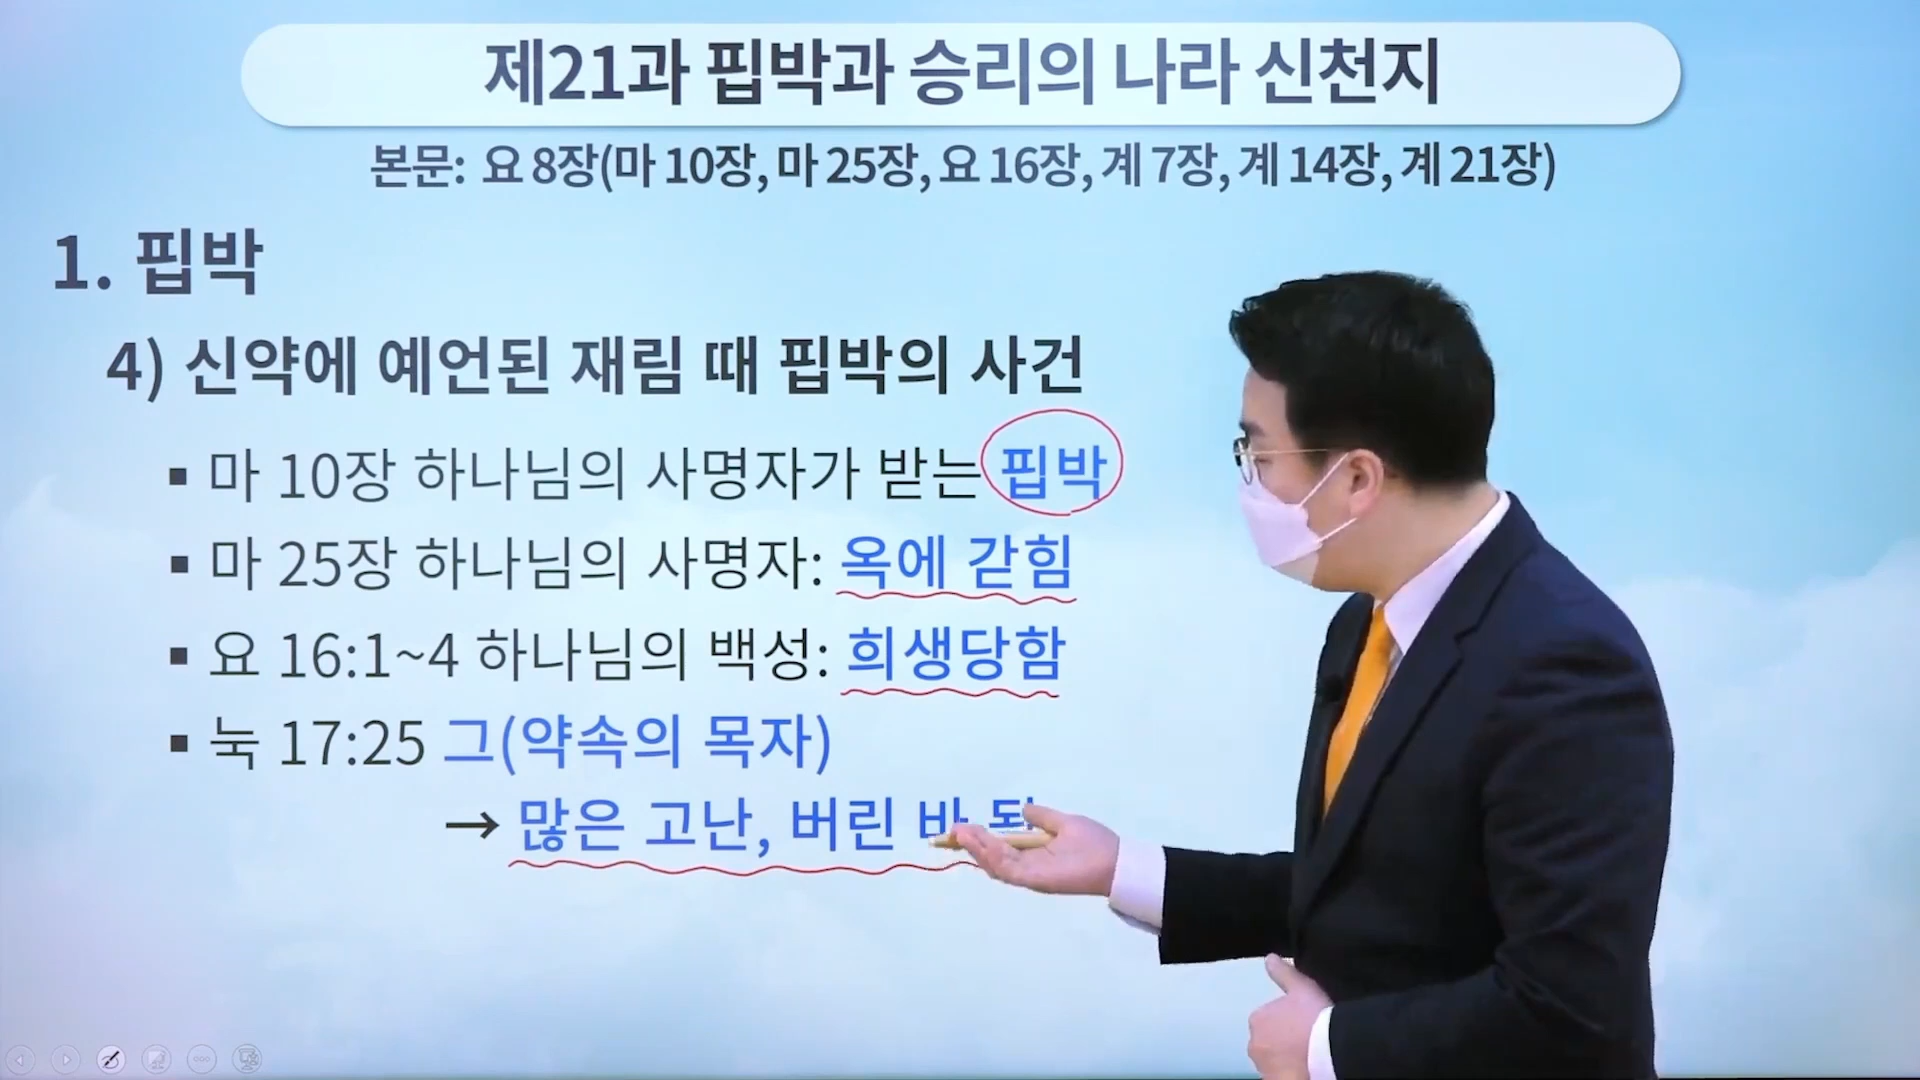 제21과 핍박과 승리의 나라 신천지
본문: 요 8장(마 10장, 마 25장, 요 16장, 계 7장, 계 14장, 계 21장)
1. 핍박
4) 신약에 예언된 재림 때 핍박의 사건
▪ 마 10장 하나님의 사명자가 받는 핍박
▪ 마 25장 하나님의 사명자: 옥에 갇힘
▪ 요 16:1~4 하나님의 백성: 희생당함
▪ 눅 17:25 그(약속의 목자)
→ 많은 고난, 버린